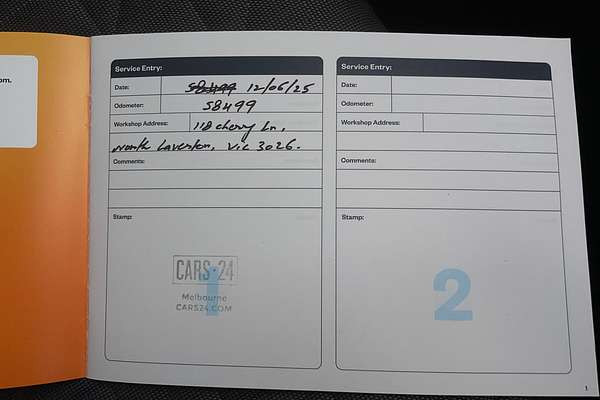 om.
Service Entry:
Date: 58499 12/06/25
Odometer: 58499
Workshop Address: 118 cherry Ln,
North Laverton, Vic 3026.
Comments:
Stamp:
CARS·24
1
Melbourne
CARS24.COM
Service Entry:
Date:
Odometer:
Workshop Address:
Comments:
Stamp:
2
1